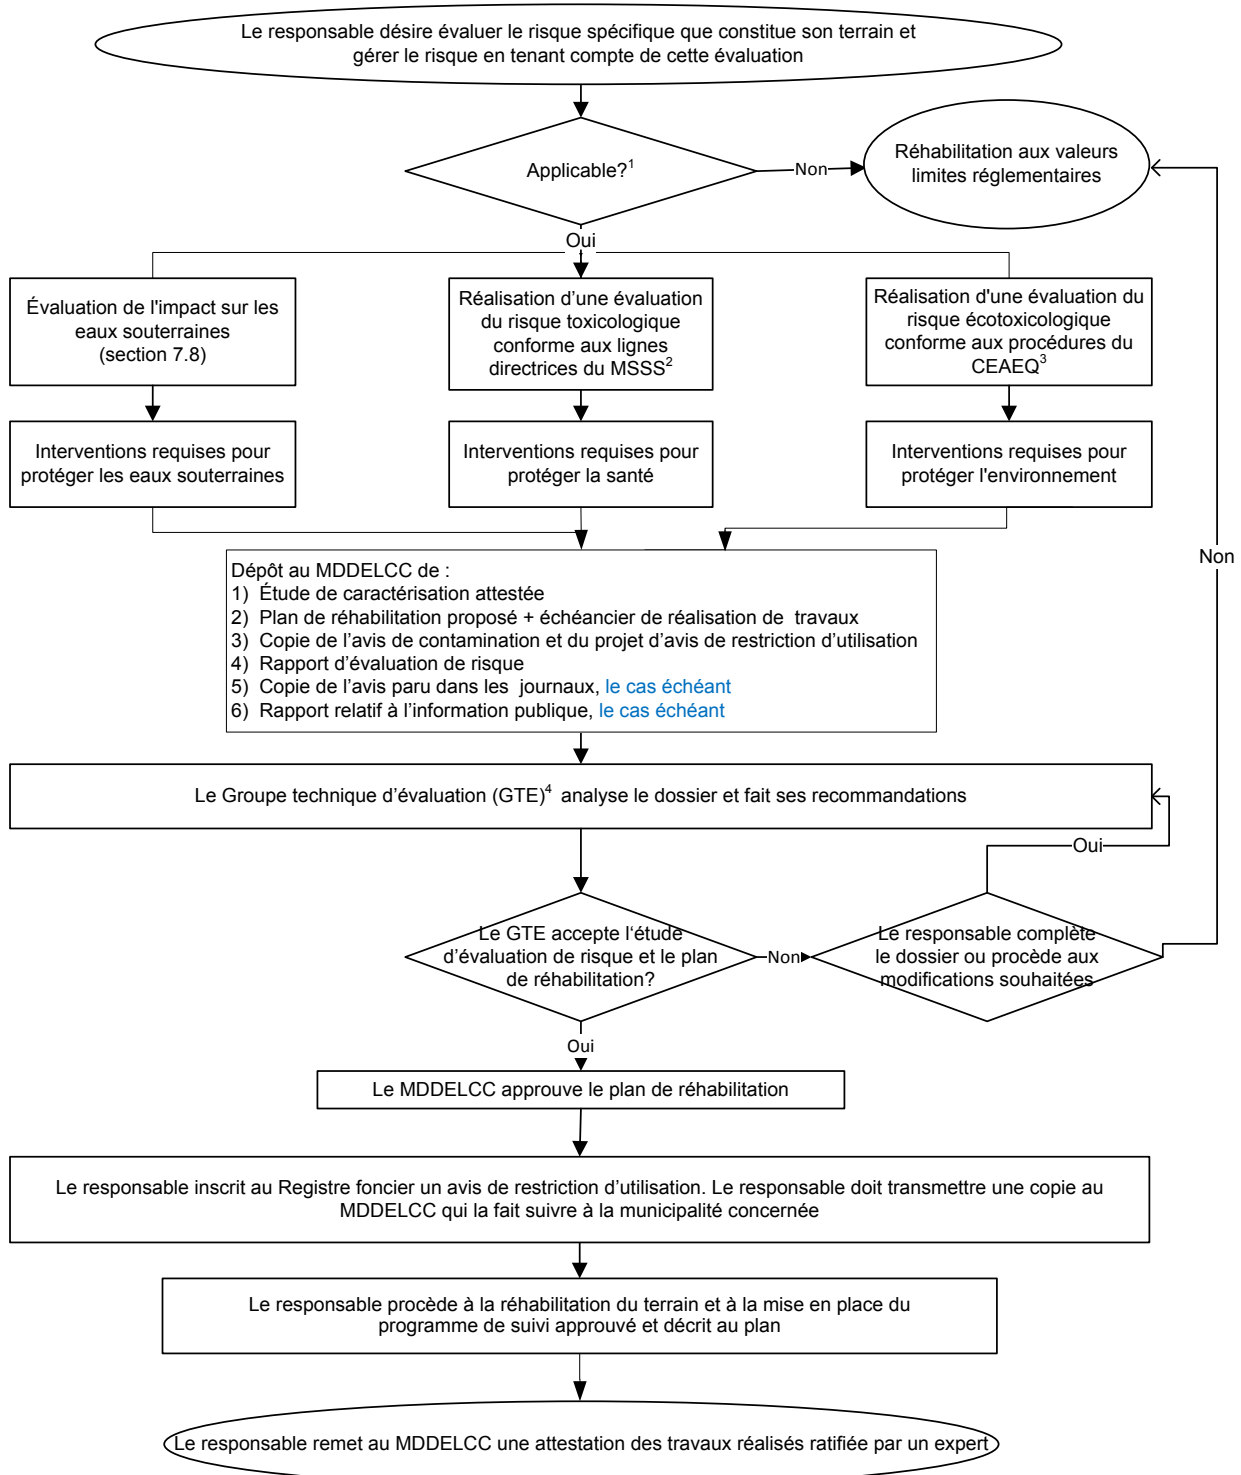 Le responsable désire évaluer le risque spécifique que constitue son terrain et
gérer le risque en tenant compte de cette évaluation
Applicable?1
Non
Réhabilitation aux valeurs
limites réglementaires
Oui
Évaluation de l'impact sur les
eaux souterraines
(section 7.8)
Réalisation d’une évaluation
du risque toxicologique
conforme aux lignes
directrices du MSSS2
Réalisation d'une évaluation du
risque écotoxicologique
conforme aux procédures du
CEAEQ3
Interventions requises pour
protéger les eaux souterraines
Interventions requises pour
protéger la santé
Interventions requises pour
protéger l'environnement
Non
Dépôt au MDDELCC de :
1) Étude de caractérisation attestée
2) Plan de réhabilitation proposé + échéancier de réalisation de travaux
3) Copie de l’avis de contamination et du projet d’avis de restriction d’utilisation
4) Rapport d’évaluation de risque
5) Copie de l’avis paru dans les journaux, le cas échéant
6) Rapport relatif à l’information publique, le cas échéant
Le Groupe technique d’évaluation (GTE)4 analyse le dossier et fait ses recommandations
Oui
Le GTE accepte l‘étude
d’évaluation de risque et le plan
de réhabilitation?
Non
Le responsable complète
le dossier ou procède aux
modifications souhaitées
Oui
Le MDDELCC approuve le plan de réhabilitation
Le responsable inscrit au Registre foncier un avis de restriction d’utilisation. Le responsable doit transmettre une copie au
MDDELCC qui la fait suivre à la municipalité concernée
Le responsable procède à la réhabilitation du terrain et à la mise en place du
programme de suivi approuvé et décrit au plan
Le responsable remet au MDDELCC une attestation des travaux réalisés ratifiée par un expert